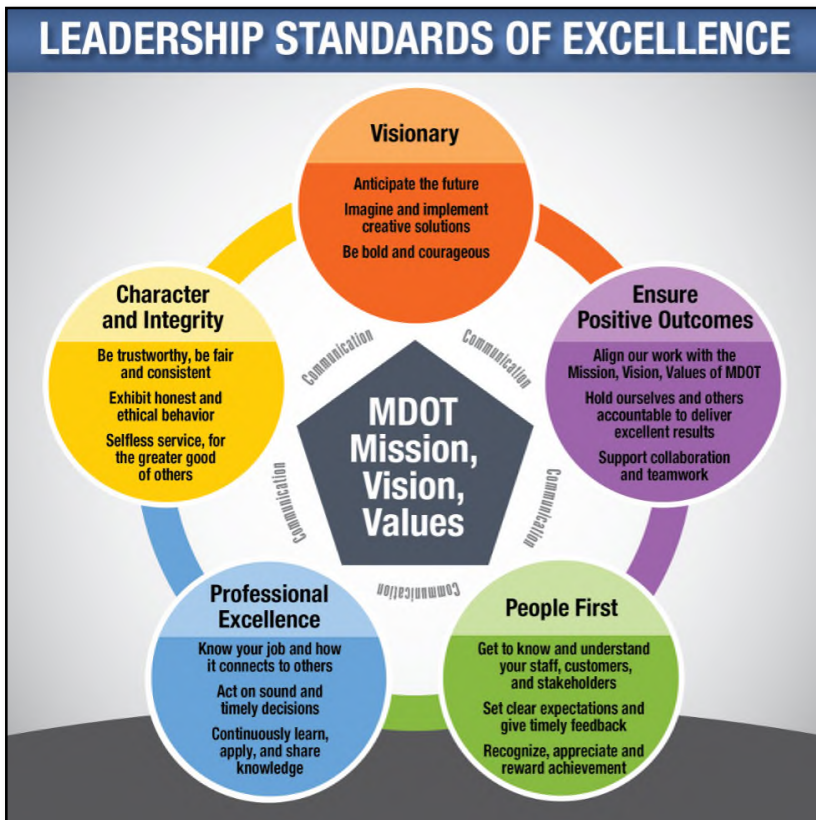 LEADERSHIP STANDARDS OF EXCELLENCE
Visionary
Anticipate the future
Imagine and implement
creative solutions
Be bold and courageous
Character
and Integrity
Be trustworthy, be fair
and consistent
Exhibit honest and
ethical behavior
Selfless service, for
the greater good
of others
Ensure
Positive Outcomes
Align our work with the
Mission, Vision, Values of MDOT
Hold ourselves and others
accountable to deliver
excellent results
Support collaboration
and teamwork
Communication
Communication
MDOT
Mission,
Vision,
Values
Communication
Communication
Communication
Professional
Excellence
Know your job and how
it connects to others
Act on sound and
timely decisions
Continuously learn,
apply, and share
knowledge
People First
Get to know and understand
your staff, customers,
and stakeholders
Set clear expectations and
give timely feedback
Recognize, appreciate and
reward achievement